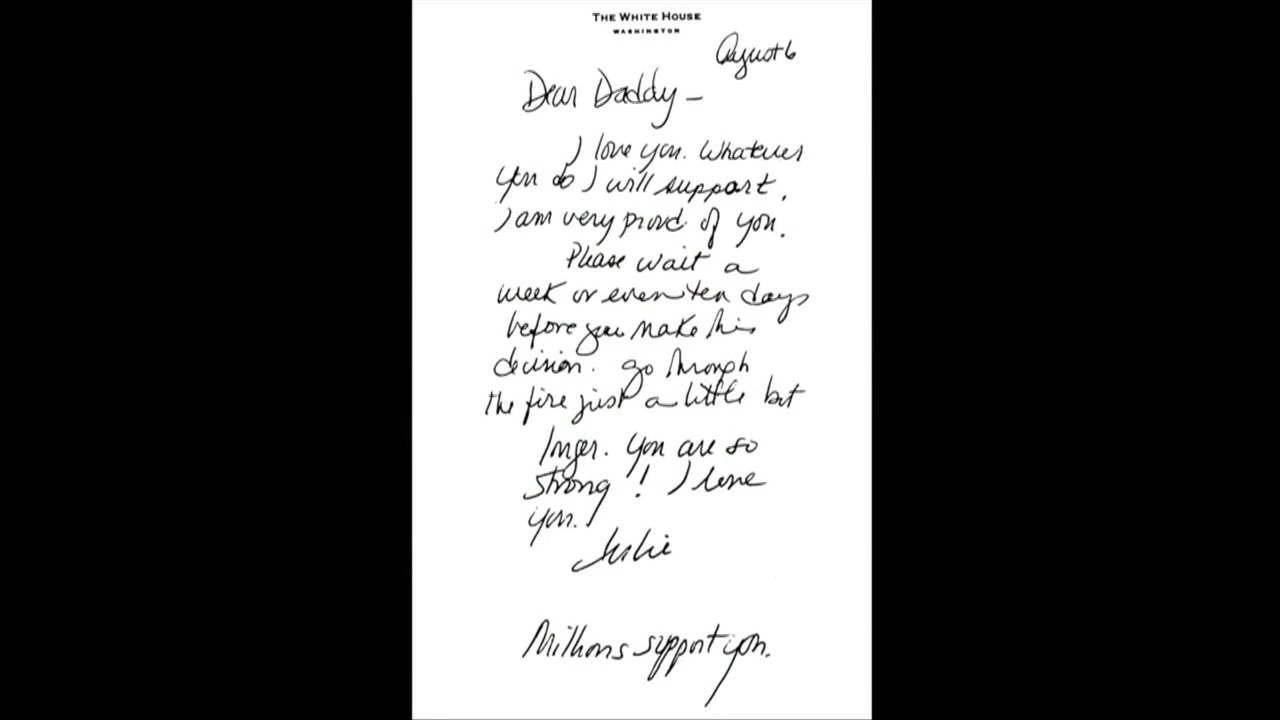 THE WHITE HOUSE
WASHINGTON
August 6
Dear Daddy —
I love you. Whatever
you do I will support.
I am very proud of you.
Please wait a
week or even ten days
before you make this
decision. Go through
the fire just a little bit
longer. You are so
strong! I love
you.
Julie
Millions support you.